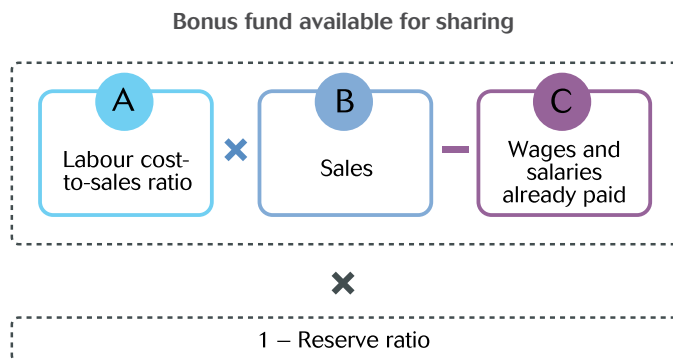 Bonus fund available for sharing
A
Labour cost-
to-sales ratio
×
B
Sales
–
C
Wages and
salaries
already paid
×
1 – Reserve ratio